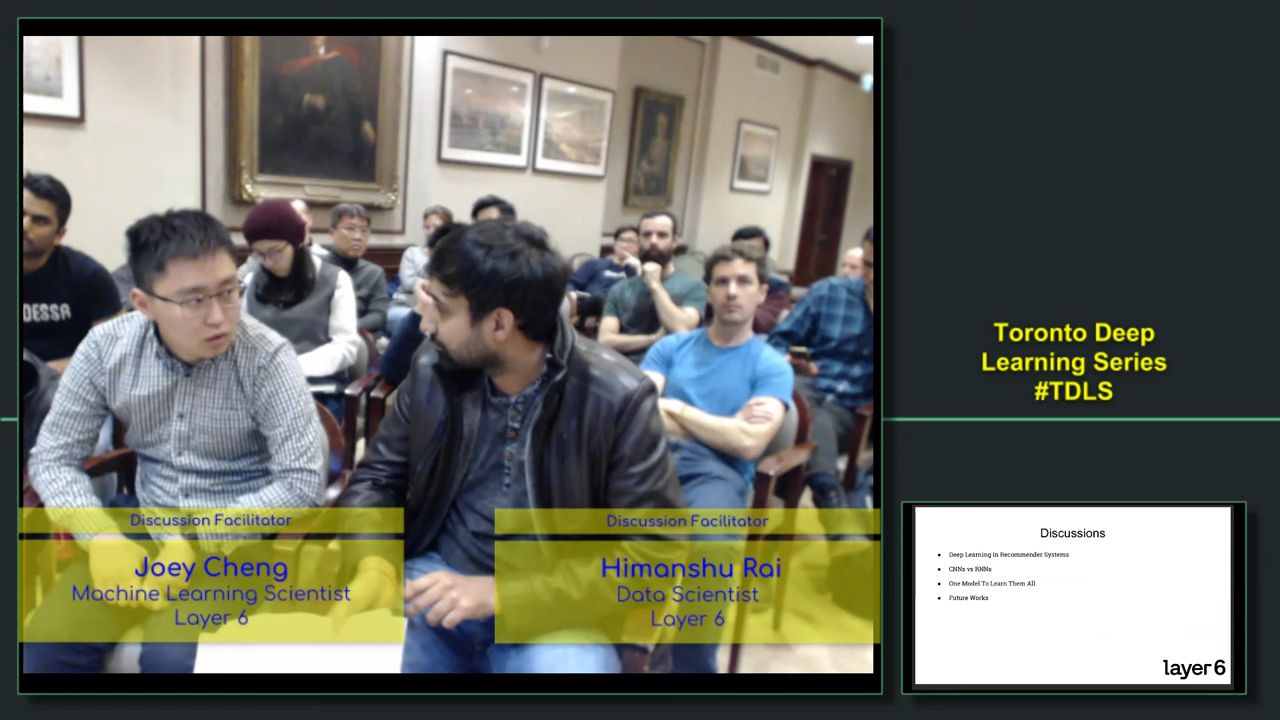 DESSA
Discussion Facilitator
Joey Cheng
Machine Learning Scientist
Layer 6
Discussion Facilitator
Himanshu Rai
Data Scientist
Layer 6
Toronto Deep
Learning Series
#TDLS
Discussions
Deep Learning in Recommender Systems
CNNs vs RNNs
One Model To Learn Them All
Future Works
layer 6